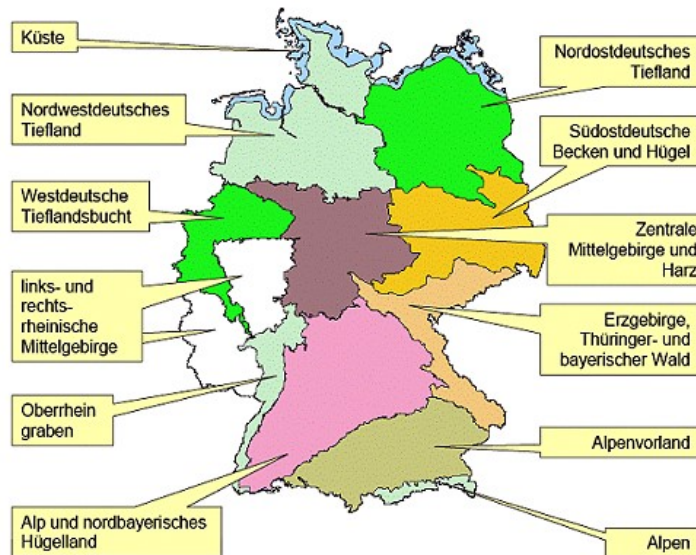 Küste
Nordwestdeutsches
Tiefland
Westdeutsche
Tieflandsbucht
links- und
rechts-
rheinische
Mittelgebirge
Oberrhein
graben
Alp und nordbayerisches
Hügelland
Nordostdeutsches
Tiefland
Südostdeutsche
Becken und Hügel
Zentrale
Mittelgebirge und
Harz
Erzgebirge,
Thüringer- und
bayerischer Wald
Alpenvorland
Alpen